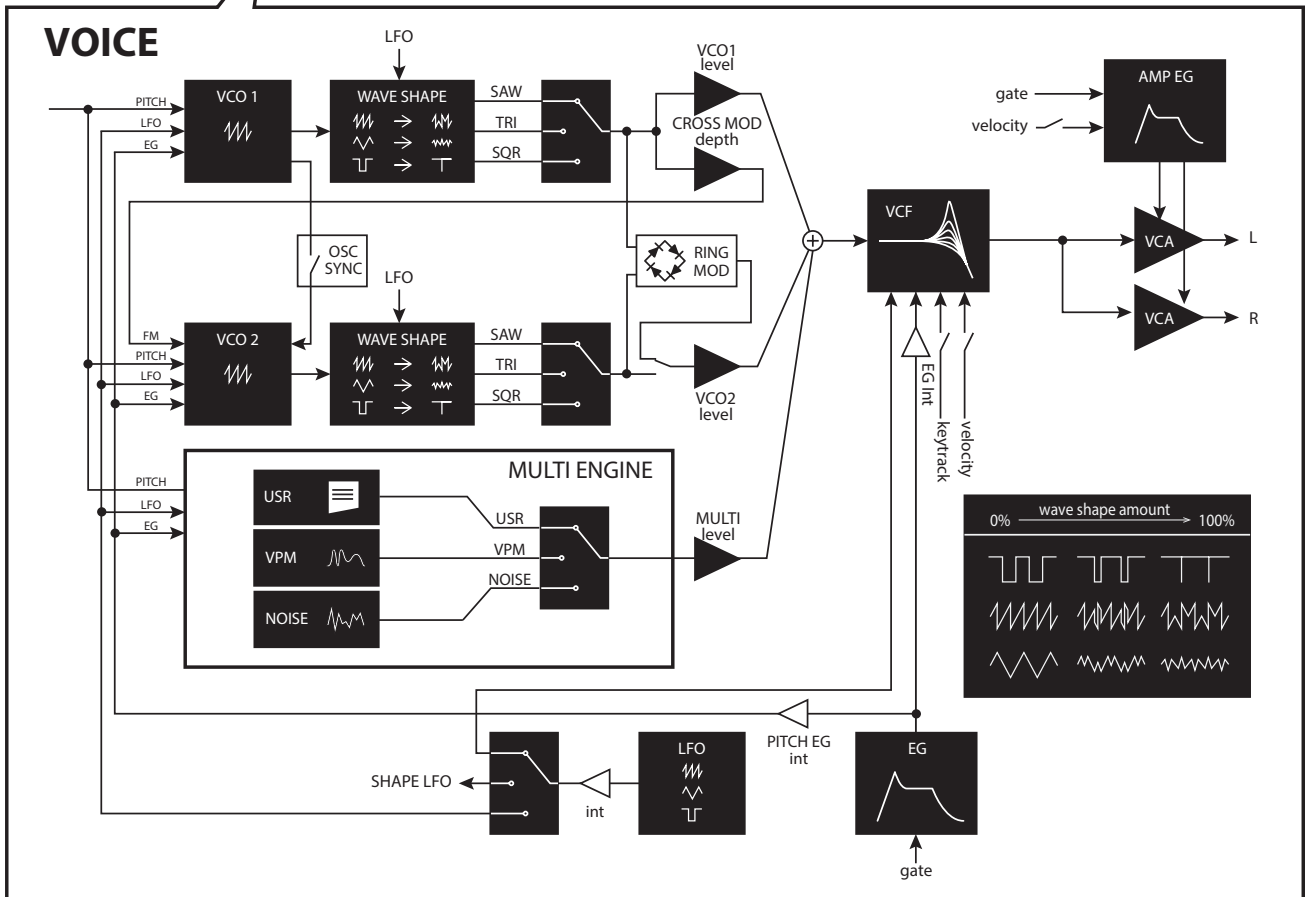 VOICE
LFO
VCO 1
PITCH
LFO
EG
WAVE SHAPE
SAW
TRI
SQR
VCO1
level
CROSS MOD
depth
AMP EG
gate
velocity
VCF
VCA
L
VCA
R
OSC
SYNC
RING
MOD
LFO
FM
PITCH
LFO
EG
VCO 2
WAVE SHAPE
SAW
TRI
SQR
VCO2
level
EG Int
keytrack
velocity
MULTI ENGINE
PITCH
LFO
EG
USR
VPM
NOISE
USR
VPM
NOISE
MULTI
level
wave shape amount
0%
100%
PITCH EG
int
SHAPE LFO
int
LFO
EG
gate